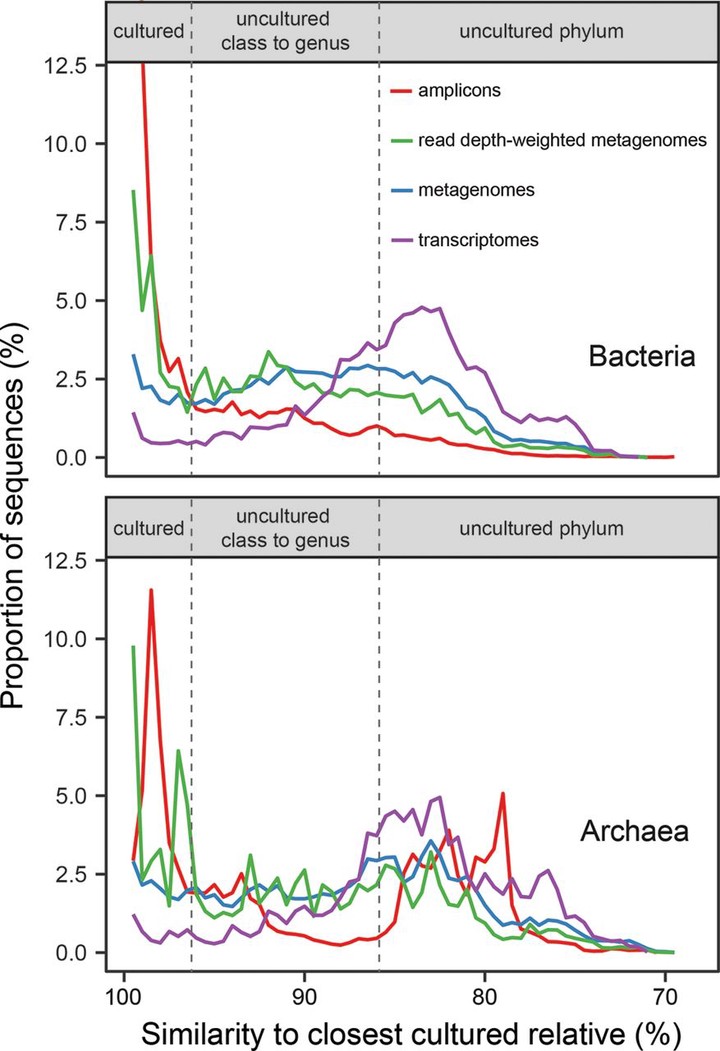 cultured
uncultured
class to genus
uncultured phylum
12.5
10.0
7.5
5.0
2.5
0.0
amplicons
read depth-weighted metagenomes
metagenomes
transcriptomes
Bacteria
Proportion of sequences (%)
cultured
uncultured
class to genus
uncultured phylum
12.5
10.0
7.5
5.0
2.5
0.0
Archaea
100 90 80 70
Similarity to closest cultured relative (%)